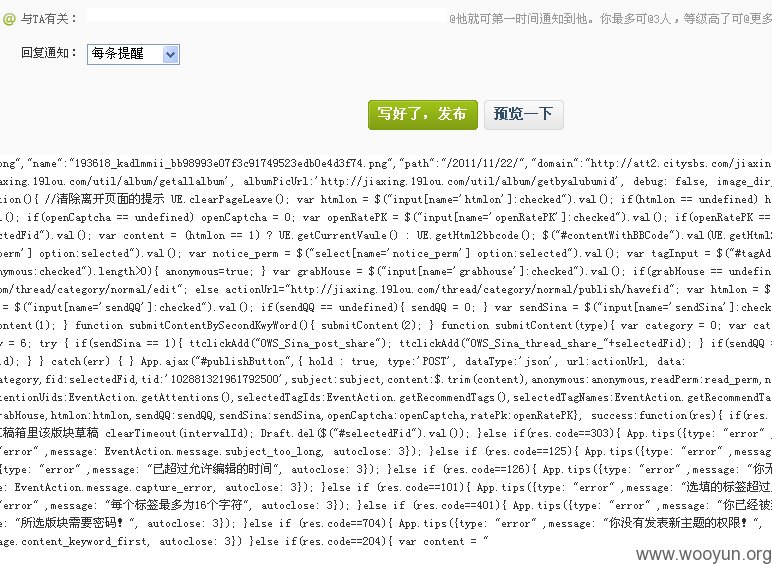 @ 与TA有关： @他就可第一时间通知到他。你最多可@3人，等级高了可@更多
回复通知： 每条提醒
写好了，发布 预览一下
ong","name":"193618_kadlmmii_bb98993e07f3c91749523edb0e4d3f74.png","path":"/2011/11/22/","domain":"http://att2.citysbs.com/jiaxing
axing.19lou.com/util/album/getallalbum', albumPicUrl:'http://jiaxing.19lou.com/util/album/getbyalubumid', debug: false, image_dir
tion(){ //清除离开页面的提示 UE.clearPageLeave(); var htmlon = $("input[name='htmlon']:checked").val(); if(htmlon == undefined) h
l(); if(openCaptcha == undefined) openCaptcha = 0; var openRatePK = $("input[name='openRatePK']:checked").val(); if(openRatePK ==
ectedFid").val(); var content = (htmlon == 1) ? UE.getCurrentVaule() : UE.getHtml2bbcode(); $("#contentWithBBCode").val(UE.getHtml
perm'] option:selected").val(); var notice_perm = $("select[name='notice_perm'] option:selected").val(); var tagInput = $("#tagAd
nymous:checked").length>0){ anonymous=true; } var grabHouse = $("input[name='grabhouse']:checked").val(); if(grabHouse == undefin
om/thread/category/normal/edit"; else actionUrl="http://jiaxing.19lou.com/thread/category/normal/publish/havefid"; var htmlon = $
= $("input[name='sendQQ']:checked").val(); if(sendQQ == undefined){ sendQQ = 0; } var sendSina = $("input[name='sendSina']:check
ontent(1); } function submitContentBySecondKwyWord(){ submitContent(2); } function submitContent(type){ var category = 0; var cat
y = 6; try { if(sendSina == 1){ ttclickAdd("OWS_Sina_post_share"); ttclickAdd("OWS_Sina_thread_share_"+selectedFid); } if(sendQQ =
id); } } catch(err) { } App.ajax("#publishButton",{ hold : true, type:'POST', dataType:'json', url:actionUrl, data:
ategory,fid:selectedFid,tid:'102881321961792500',subject:subject,content:$.trim(content),anonymous:anonymous,readPerm:read_perm,n
tentionUids:EventAction.getAttentions(),selectedTagIds:EventAction.getRecommendTags(),selectedTagNames:EventAction.getRecommendTa
rabHouse,htmlon:htmlon,sendQQ:sendQQ,sendSina:sendSina,openCaptcha:openCaptcha,ratePk:openRatePK}, success:function(res){ if(res.
稿箱里该版块草稿 clearTimeout(intervalId); Draft.del($("#selectedFid").val()); }else if(res.code==303){ App.tips({type: "error" ,
message: EventAction.message.subject_too_long, autoclose: 3}); }else if (res.code==125){ App.tips({type: "error" ,messag
{type: "error" ,message: "已超过允许编辑的时间", autoclose: 3}); }else if (res.code==126){ App.tips({type: "error" ,message: "你无
e: EventAction.message.capture_error, autoclose: 3}); }else if (res.code==101){ App.tips({type: "error" ,message: "选填的标签超过
"error" ,message: "每个标签最多为16个字符", autoclose: 3}); }else if (res.code==401){ App.tips({type: "error" ,message: "你已经被
e: "所选版块需要密码！", autoclose: 3}); }else if (res.code==704){ App.tips({type: "error" ,message: "你没有发表新主题的权限！",
age.content_keyword_first, autoclose: 3}) }else if(res.code==204){ var content = "
www.wooyun.org